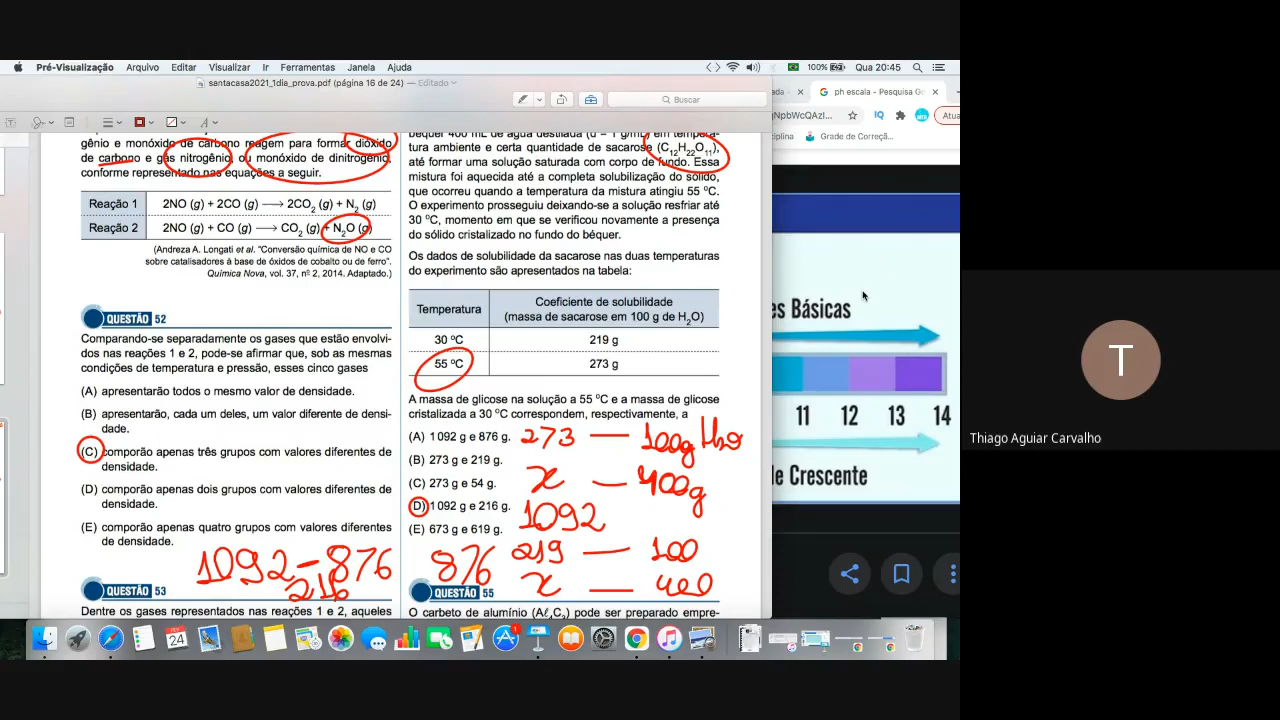 Pré-Visualização Arquivo Editar Visualizar Ir Ferramentas Janela Ajuda
100% Qua 20:45
santacasa2021_1dia_prova.pdf (página 16 de 24) — Editado
Buscar
gênio e monóxido de carbono reagem para formar dióxido
de carbono e gás nitrogênio, ou monóxido de dinitrogênio,
conforme representado nas equações a seguir.
Reação 1 2NO (g) + 2CO (g) ⟶ 2CO2 (g) + N2 (g)
Reação 2 2NO (g) + CO (g) ⟶ CO2 (g) + N2O (g)
(Andreza A. Longati et al. “Conversão química de NO e CO
sobre catalisadores à base de óxidos de cobalto ou de ferro”.
Química Nova, vol. 37, nº 2, 2014. Adaptado.)
QUESTÃO 52
Comparando-se separadamente os gases que estão envolvi-
dos nas reações 1 e 2, pode-se afirmar que, sob as mesmas
condições de temperatura e pressão, esses cinco gases
(A) apresentarão todos o mesmo valor de densidade.
(B) apresentarão, cada um deles, um valor diferente de densi-
dade.
(C) comporão apenas três grupos com valores diferentes de
densidade.
(D) comporão apenas dois grupos com valores diferentes de
densidade.
(E) comporão apenas quatro grupos com valores diferentes
de densidade.
1092 - 876
216
QUESTÃO 53
Dentre os gases representados nas reações 1 e 2, aqueles
béquer 400 mL de água destilada (d = 1 g/mL) em tempera-
tura ambiente e certa quantidade de sacarose (C12H22O11),
até formar uma solução saturada com corpo de fundo. Essa
mistura foi aquecida até a completa solubilização do sólido,
que ocorreu quando a temperatura da mistura atingiu 55 ºC.
O experimento prosseguiu deixando-se a solução resfriar até
30 ºC, momento em que se verificou novamente a presença
do sólido cristalizado no fundo do béquer.
Os dados de solubilidade da sacarose nas duas temperaturas
do experimento são apresentados na tabela:
Temperatura Coeficiente de solubilidade
(massa de sacarose em 100 g de H2O)
30 ºC 219 g
55 ºC 273 g
A massa de glicose na solução a 55 ºC e a massa de glicose
cristalizada a 30 ºC correspondem, respectivamente, a
(A) 1 092 g e 876 g. 273 — 100g H2O
(B) 273 g e 219 g.
(C) 273 g e 54 g. x — 400g
(D) 1 092 g e 216 g. 1092
(E) 673 g e 619 g.
219 — 100
876 x — 400
QUESTÃO 55
O carbeto de alumínio (Aℓ4C3) pode ser preparado empre-
ph escala - Pesquisa Go
Atua
Grade de Correçã...
es Básicas
11 12 13 14
de Crescente
T
Thiago Aguiar Carvalho